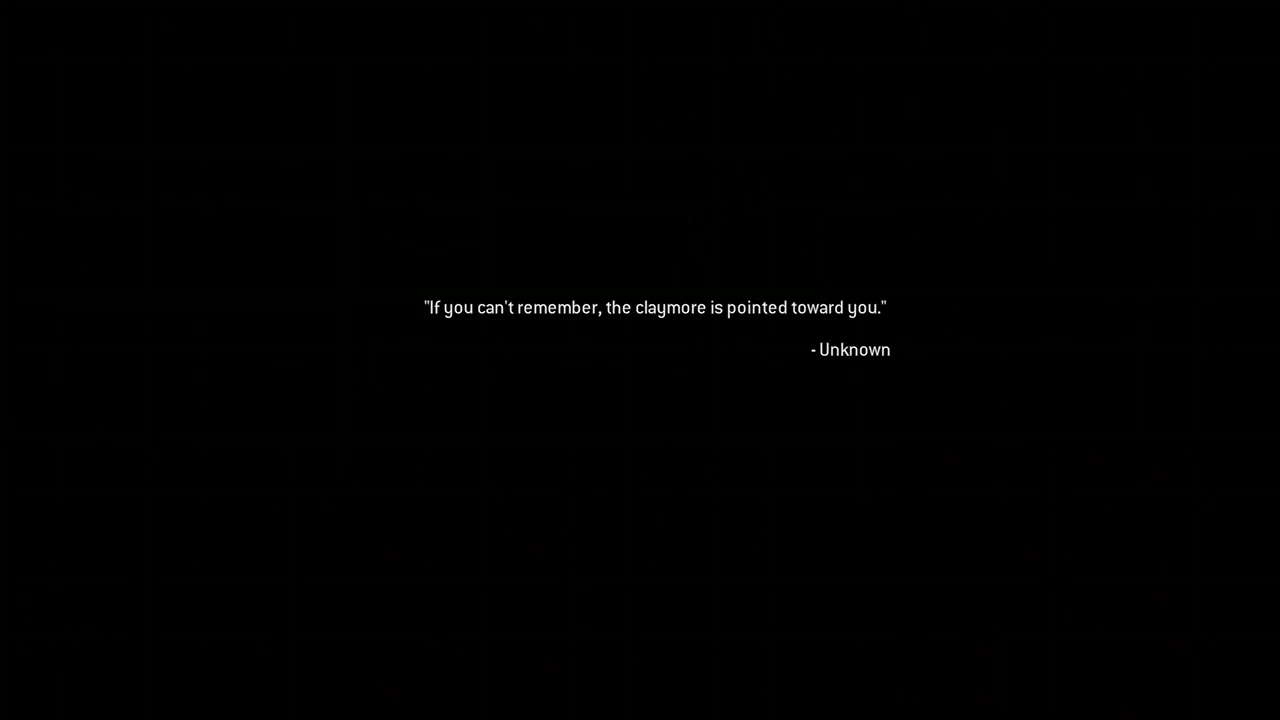 "If you can't remember, the claymore is pointed toward you."
- Unknown